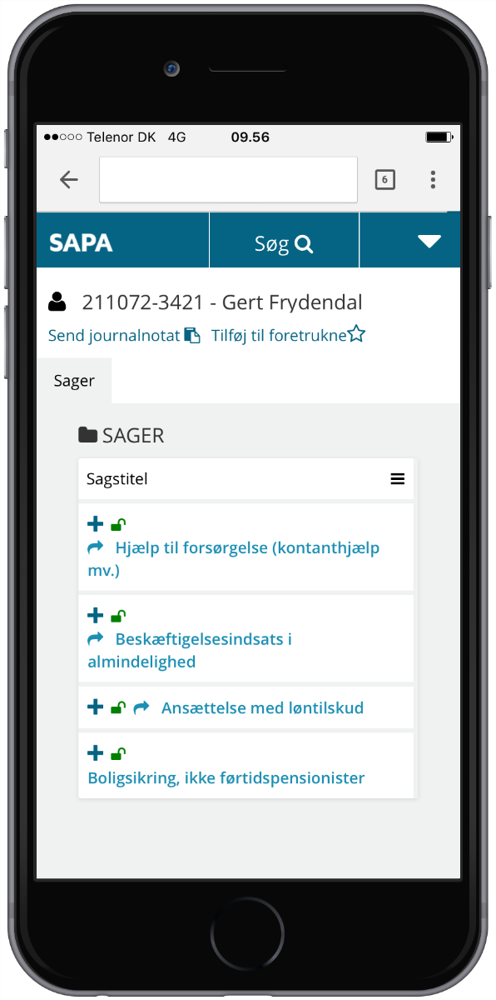 Telenor DK 4G 09.56
6
SAPA Søg
211072-3421 - Gert Frydendal
Send journalnotat Tilføj til foretrukne
Sager
SAGER
Sagstitel
Hjælp til forsørgelse (kontanthjælp
mv.)
Beskæftigelsesindsats i
almindelighed
Ansættelse med løntilskud
Boligsikring, ikke førtidspensionister